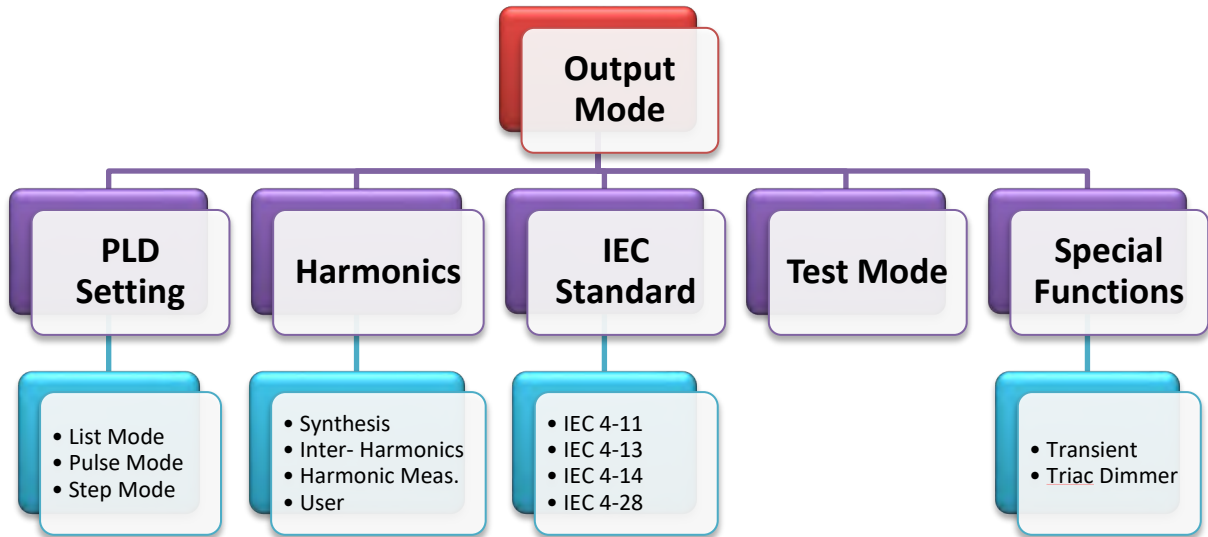 Output
Mode
PLD
Setting
Harmonics
IEC
Standard
Test Mode
Special
Functions
• List Mode
• Pulse Mode
• Step Mode
• Synthesis
• Inter- Harmonics
• Harmonic Meas.
• User
• IEC 4-11
• IEC 4-13
• IEC 4-14
• IEC 4-28
• Transient
• Triac Dimmer